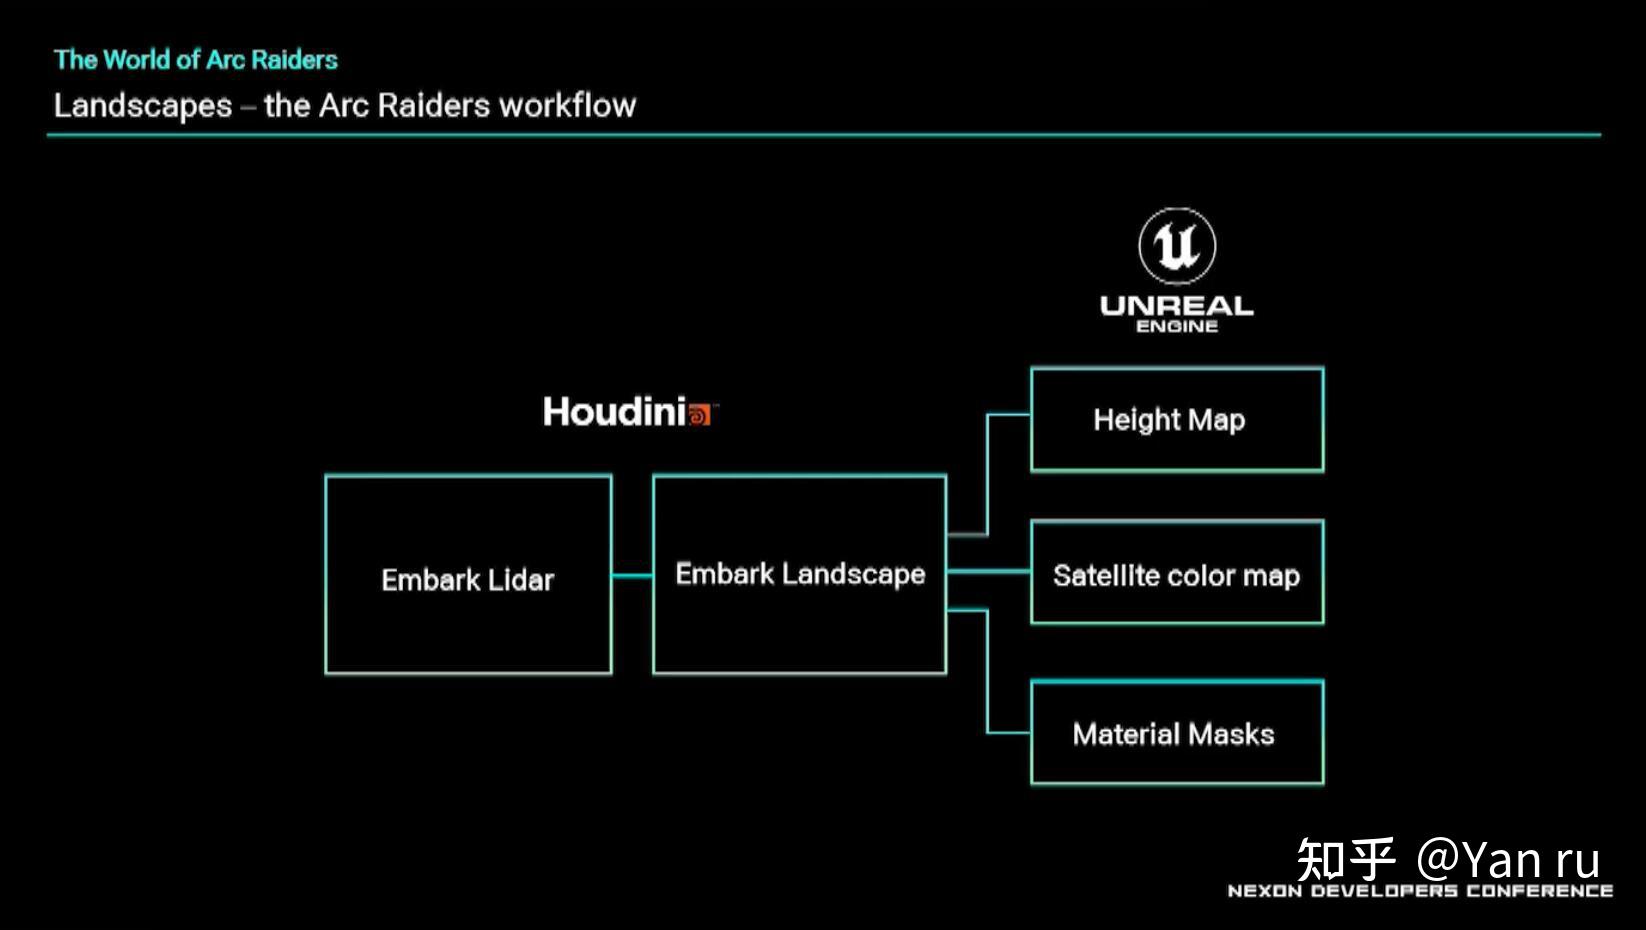 The World of Arc Raiders
Landscapes – the Arc Raiders workflow
UNREAL
ENGINE
Houdini
Height Map
Embark Lidar
Embark Landscape
Satellite color map
Material Masks
知乎 @Yan ru
NEXON DEVELOPERS CONFERENCE